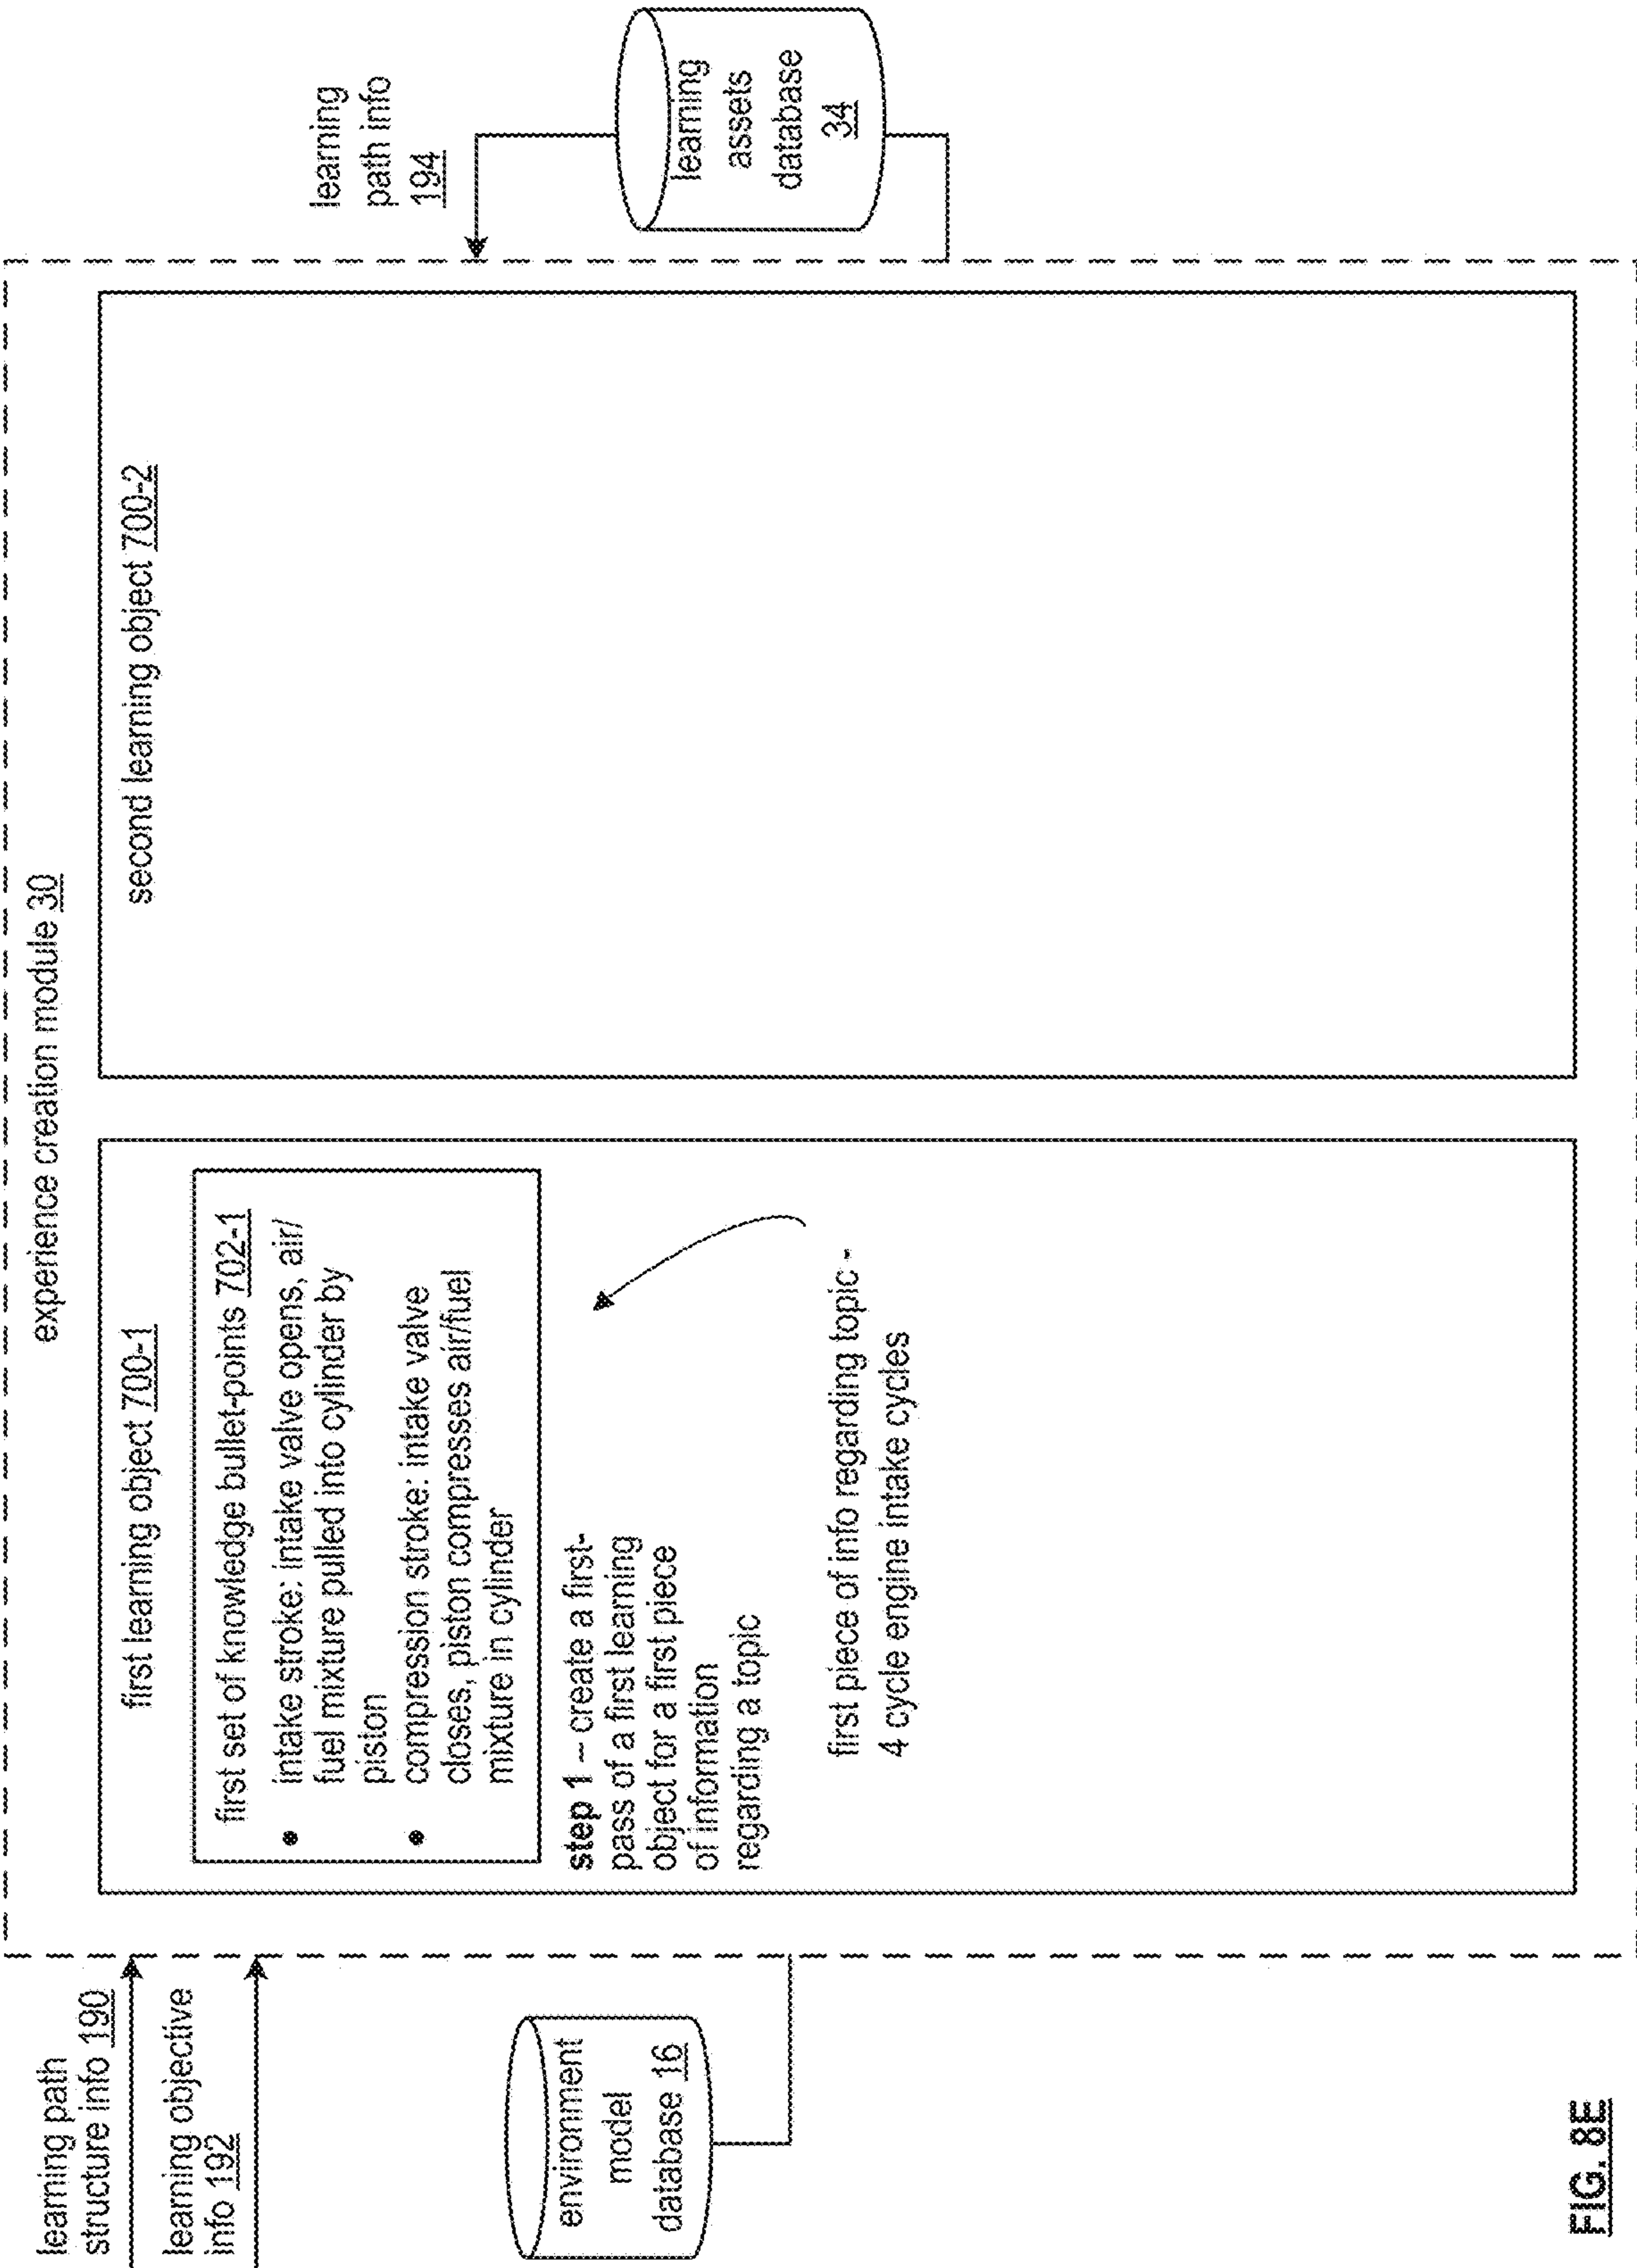 experience creation module 30
learning path
structure info 190
learning objective
info 192
environment
model
database 16
first learning object 700-1
first set of knowledge bullet-points 702-1
• intake stroke: intake valve opens, air/
fuel mixture pulled into cylinder by
piston
• compression stroke: intake valve
closes, piston compresses air/fuel
mixture in cylinder
step 1 – create a first-
pass of a first learning
object for a first piece
of information
regarding a topic
first piece of info regarding topic -
4 cycle engine intake cycles
second learning object 700-2
learning
path info
194
learning
assets
database
34
FIG. 8E